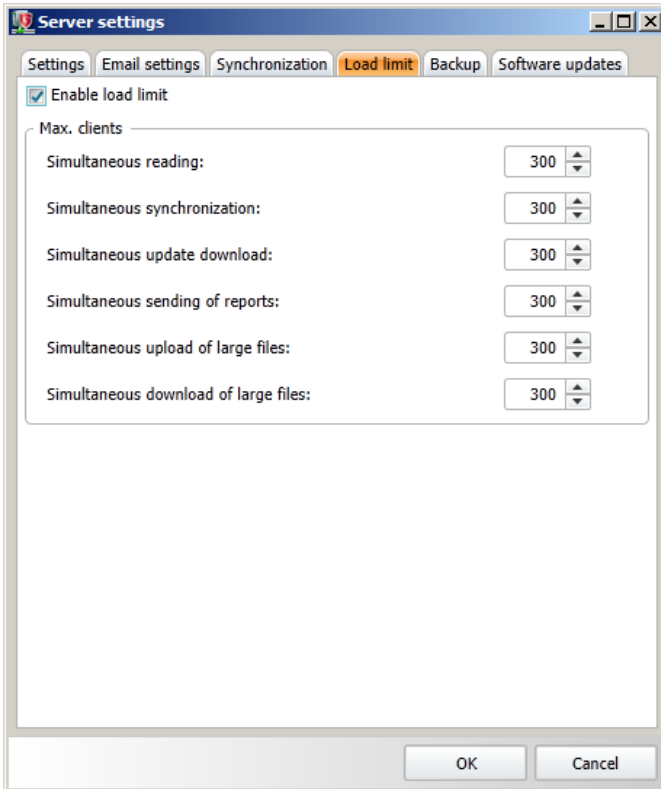 Server settings
Settings Email settings Synchronization Load limit Backup Software updates
Enable load limit
Max. clients
Simultaneous reading: 300
Simultaneous synchronization: 300
Simultaneous update download: 300
Simultaneous sending of reports: 300
Simultaneous upload of large files: 300
Simultaneous download of large files: 300
OK Cancel